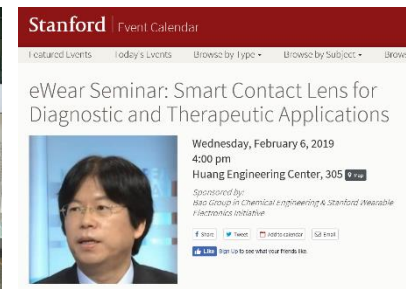 Stanford Event Calendar
Featured Events Today's Events Browse by Type Browse by Subject Brows
eWear Seminar: Smart Contact Lens for
Diagnostic and Therapeutic Applications
Wednesday, February 6, 2019
4:00 pm
Huang Engineering Center, 305 Map
Sponsored by:
Bao Group in Chemical Engineering & Stanford Wearable
Electronics Initiative
Share Tweet Add to calendar Email
Like Sign Up to see what your friends like.